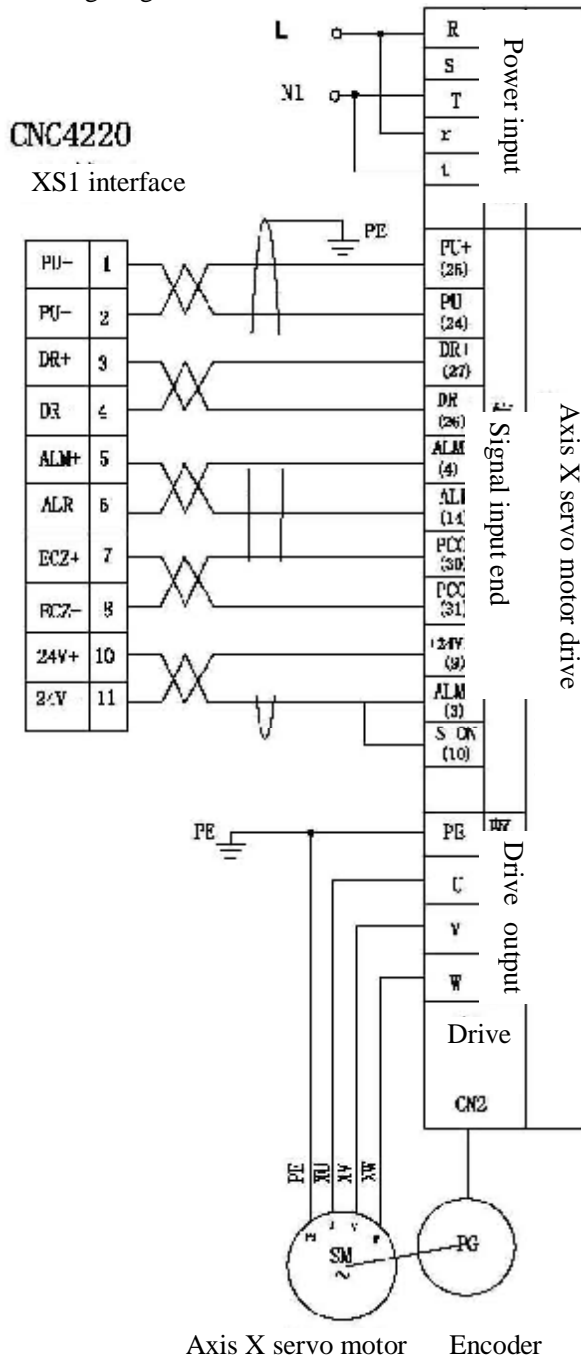 L
R
S
N1
T
r
t
Power input
CNC4220
XS1 interface
PE
PU- 1
PU- 2
DR+ 3
DR 4
ALM+ 5
ALR 6
ECZ+ 7
ECZ- 8
24V+ 10
24V 11
PU+
(25)
PU
(24)
DR+
(27)
DR
(26)
ALM
(4)
(14)
PCO
(30)
PCO
(31)
+24V
(9)
ALM
(3)
S ON
(10)
Signal input end
Axis X servo motor drive
PE
PE
U
V
W
Drive output
Drive
CN2
PE
SM
~
PG
Axis X servo motor
Encoder